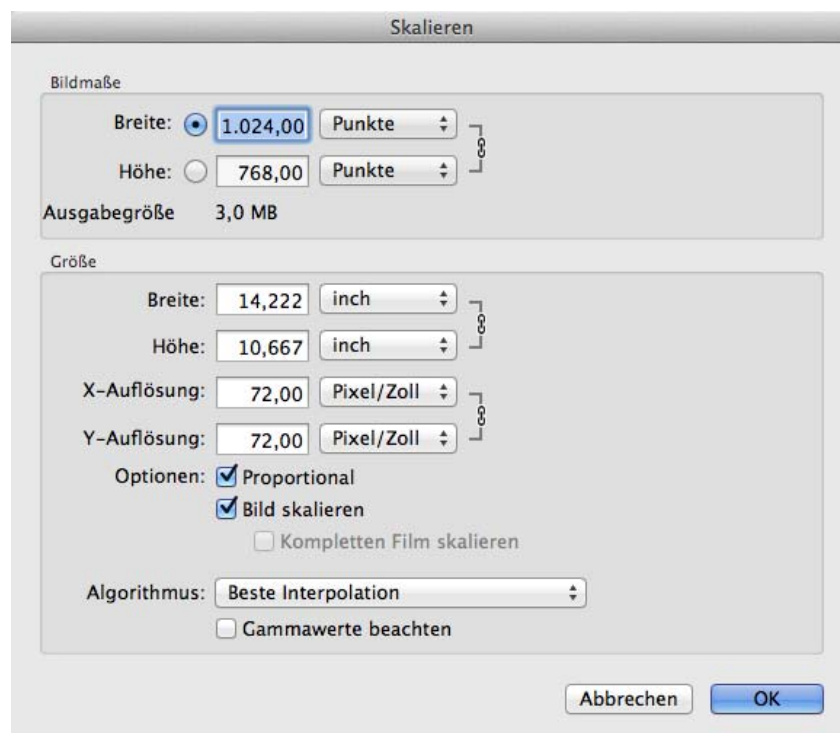 Skalieren
Bildmaße
Breite: 1.024,00 Punkte
Höhe: 768,00 Punkte
Ausgabegröße 3,0 MB
Größe
Breite: 14,222 inch
Höhe: 10,667 inch
X-Auflösung: 72,00 Pixel/Zoll
Y-Auflösung: 72,00 Pixel/Zoll
Optionen: Proportional
Bild skalieren
Kompletten Film skalieren
Algorithmus: Beste Interpolation
Gammawerte beachten
Abbrechen OK